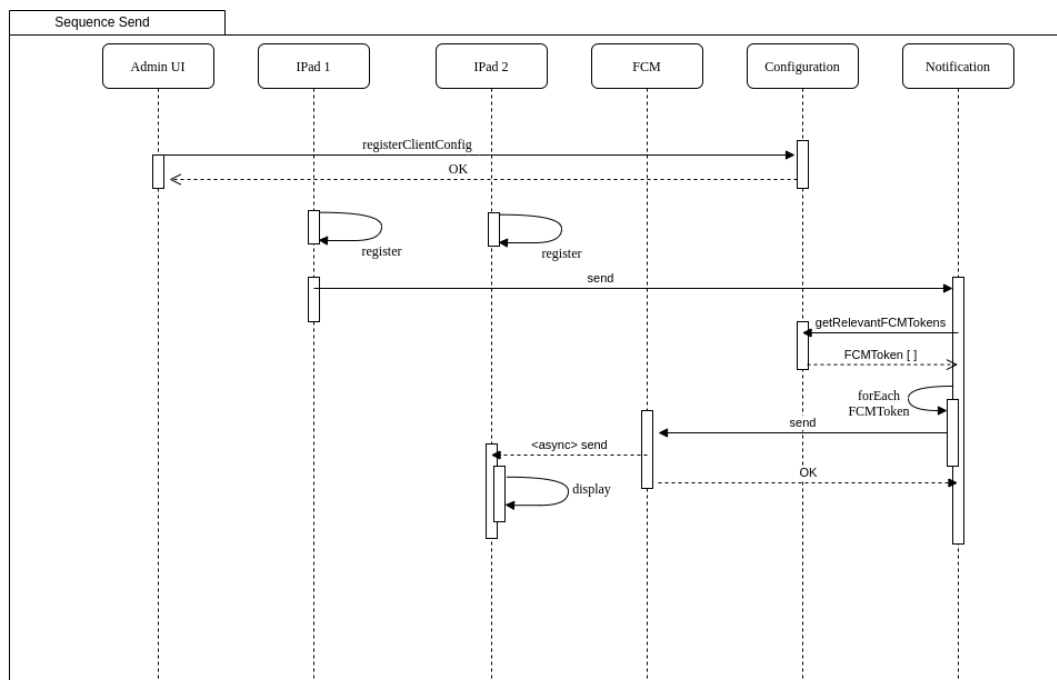 Sequence Send
Admin UI
IPad 1
IPad 2
FCM
Configuration
Notification
registerClientConfig
OK
register
register
send
getRelevantFCMTokens
FCMToken [ ]
forEach
FCMToken
send
<async> send
OK
display